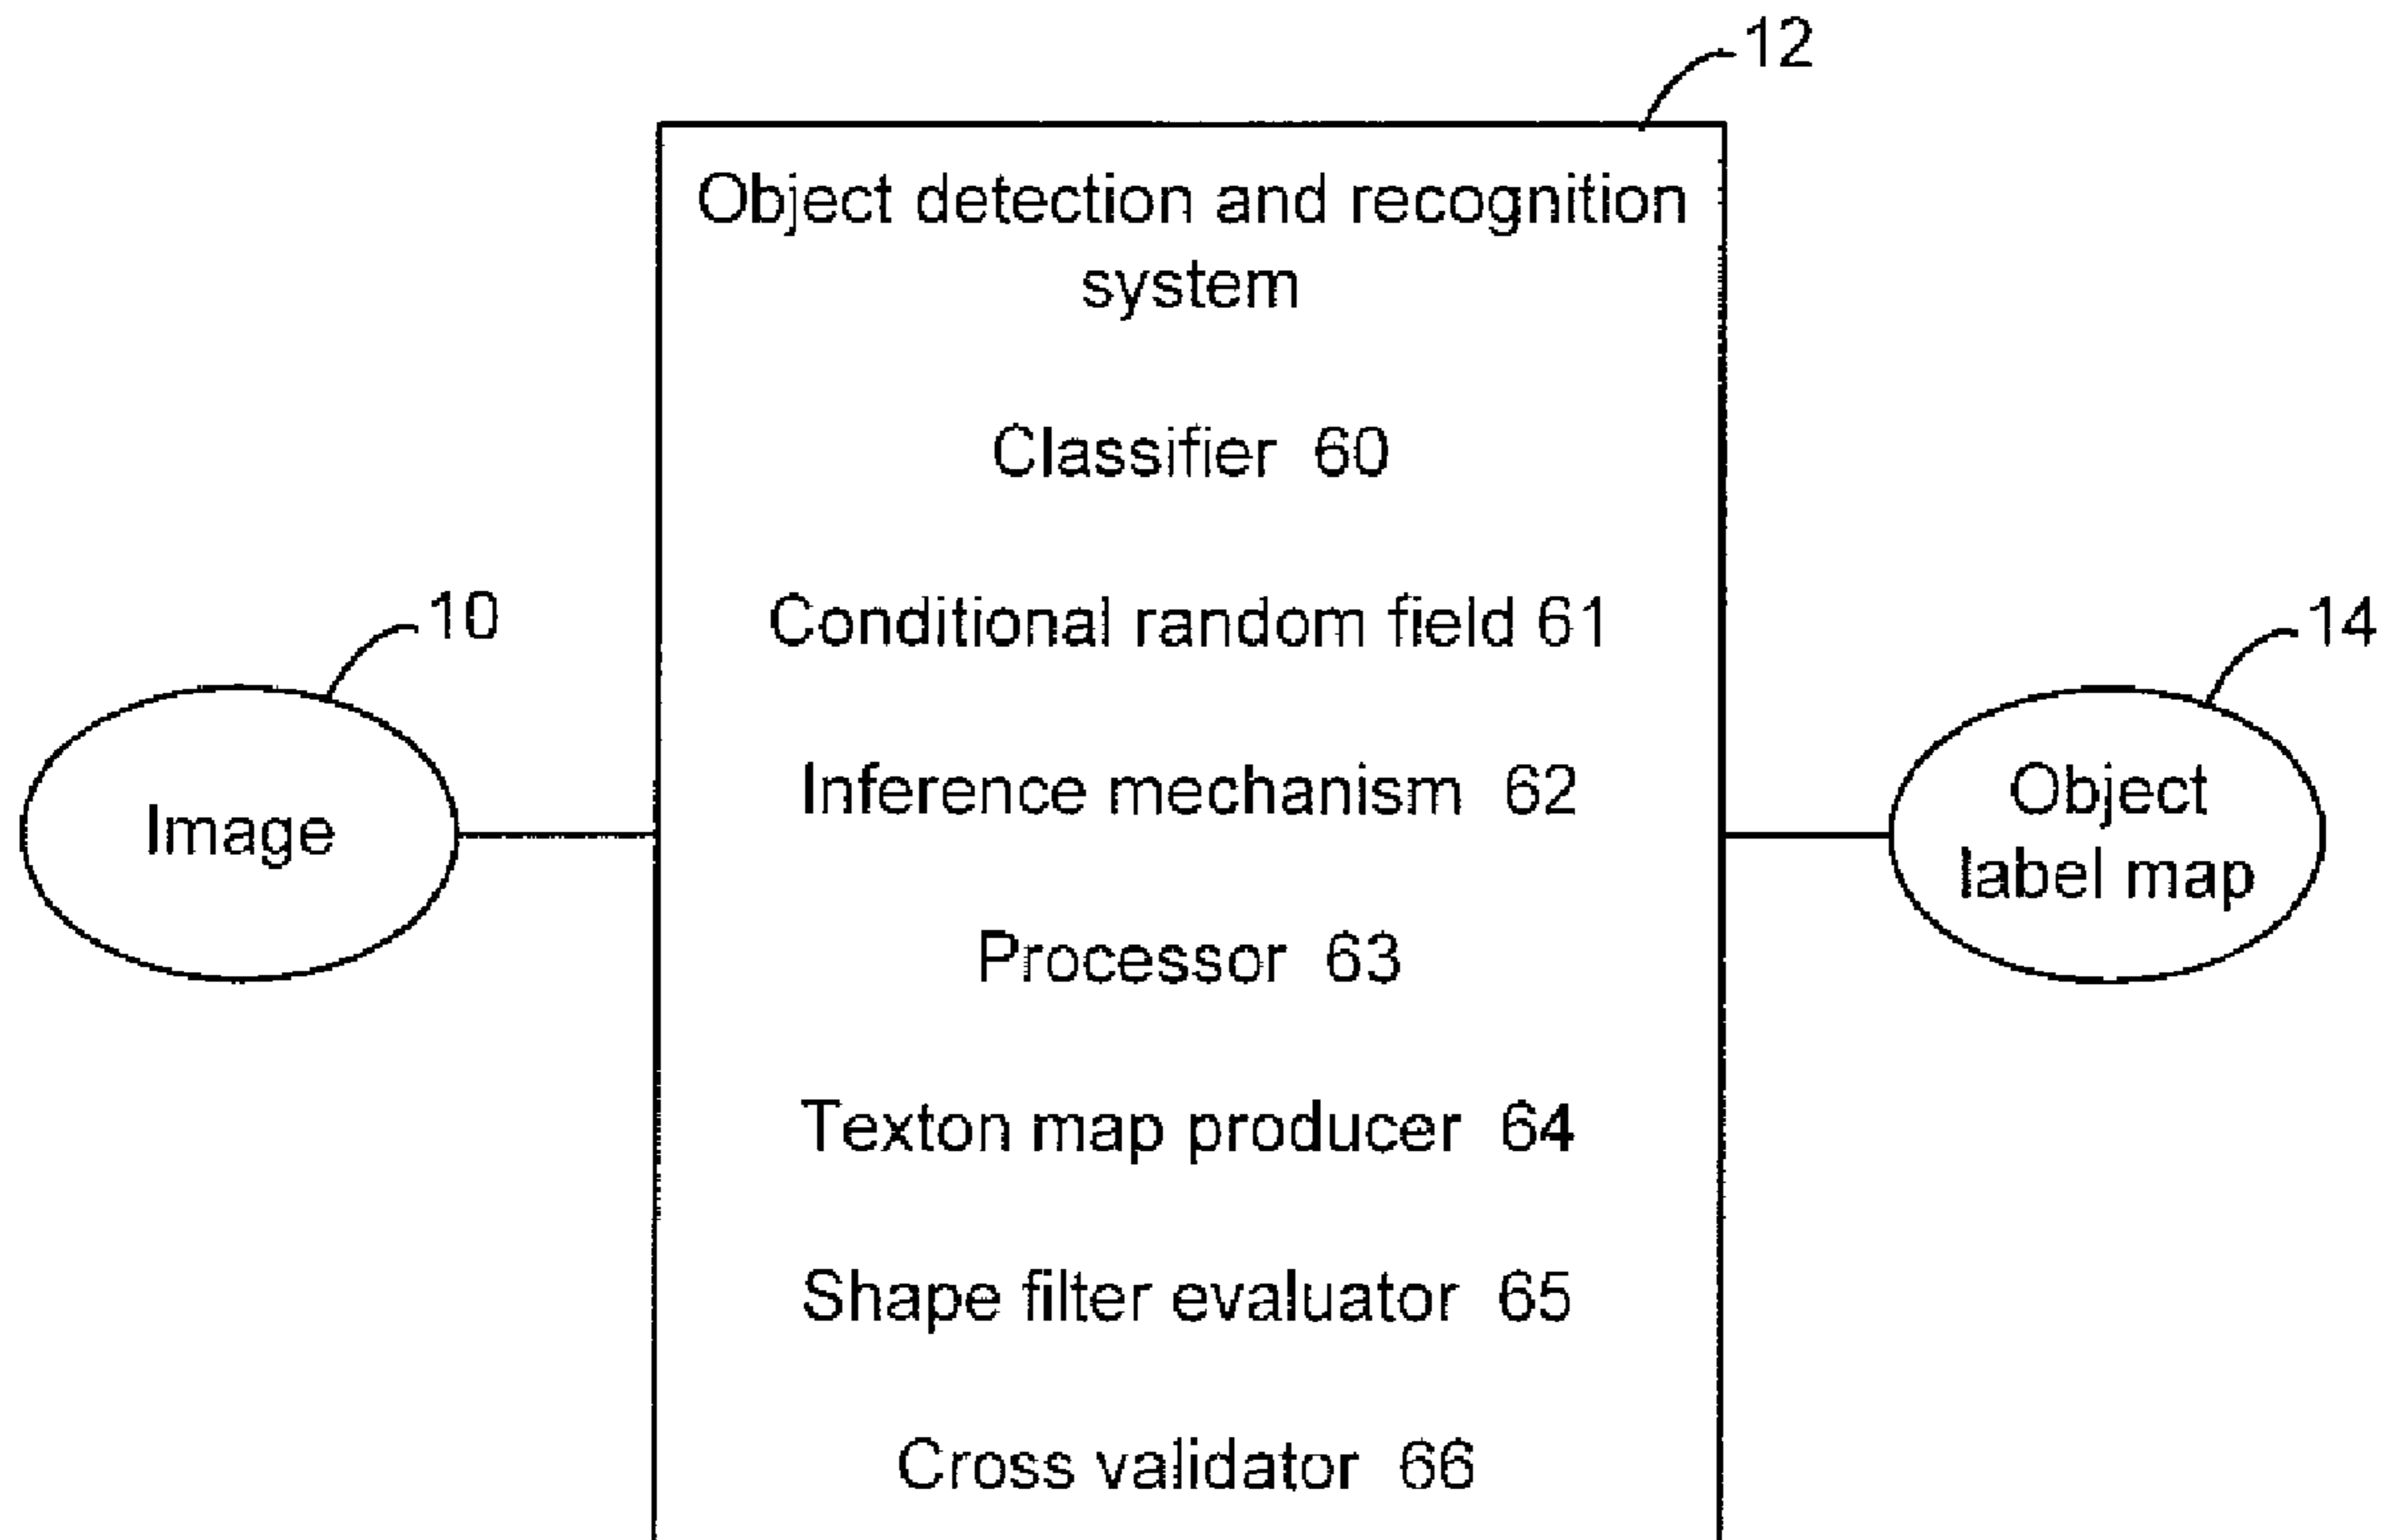 12
Object detection and recognition
system
Classifier 60
Conditional random field 61
10
14
Inference mechanism 62
Image
Object
label map
Processor 63
Texton map producer 64
Shape filter evaluator 65
Cross validator 66